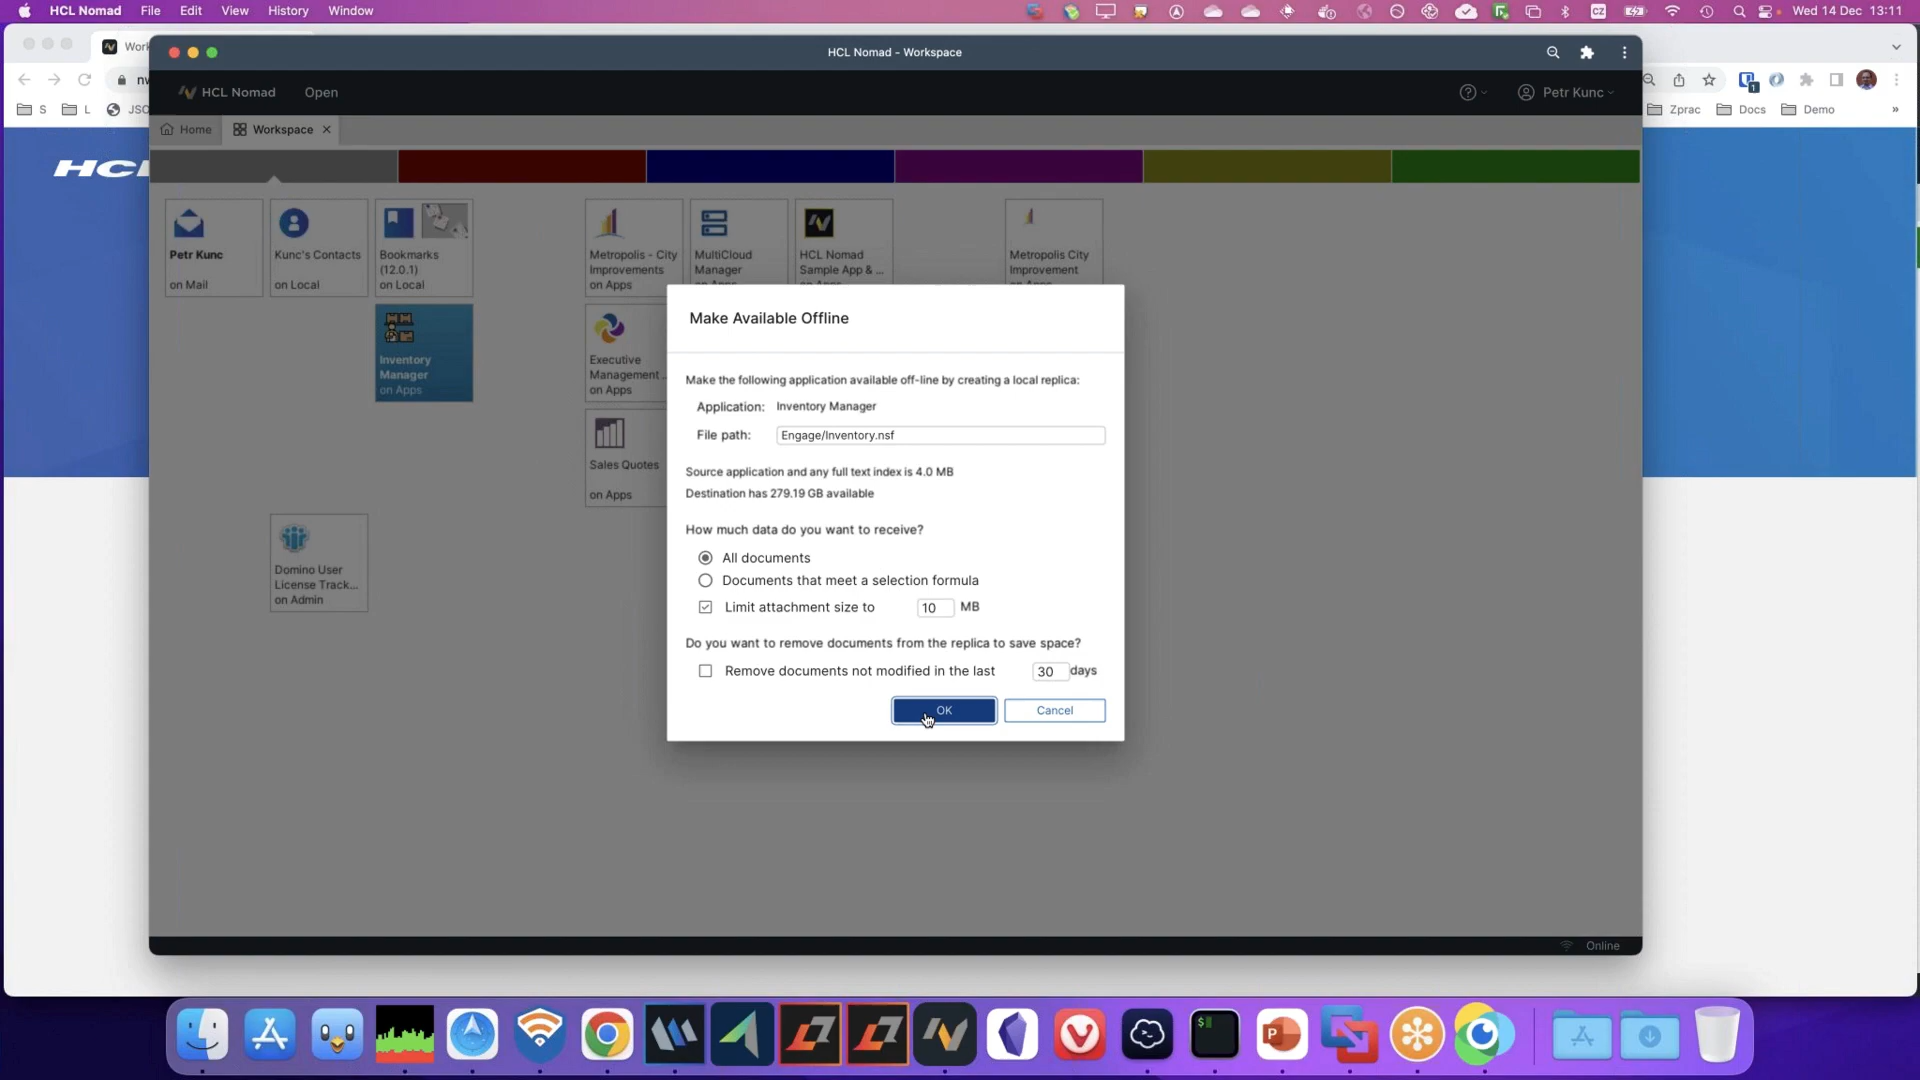 HCL Nomad File Edit View History Window
CZ
Wed 14 Dec 13:11
HCL Nomad - Workspace
HCL Nomad
Open
Petr Kunc
S
L
Zprac
Docs
Demo
»
Home
Workspace
Petr Kunc
on Mail
Kunc's Contacts
on Local
Bookmarks
(12.0.1)
on Local
Metropolis - City
Improvements
on Apps
MultiCloud
Manager
HCL Nomad
Sample App & ...
Metropolis City
Improvement
Inventory
Manager
on Apps
Executive
Management ..
on Apps
Sales Quotes
on Apps
Domino User
License Track...
on Admin
Make Available Offline
Make the following application available off-line by creating a local replica:
Application: Inventory Manager
File path: Engage/Inventory.nsf
Source application and any full text index is 4.0 MB
Destination has 279.19 GB available
How much data do you want to receive?
All documents
Documents that meet a selection formula
Limit attachment size to 10 MB
Do you want to remove documents from the replica to save space?
Remove documents not modified in the last 30 days
OK
Cancel
Online